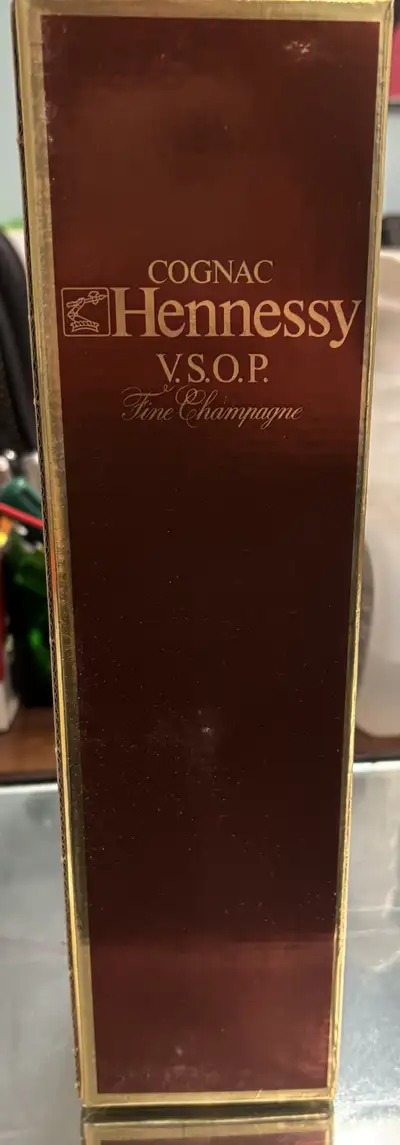 COGNAC
Hennessy
V.S.O.P.
Fine Champagne